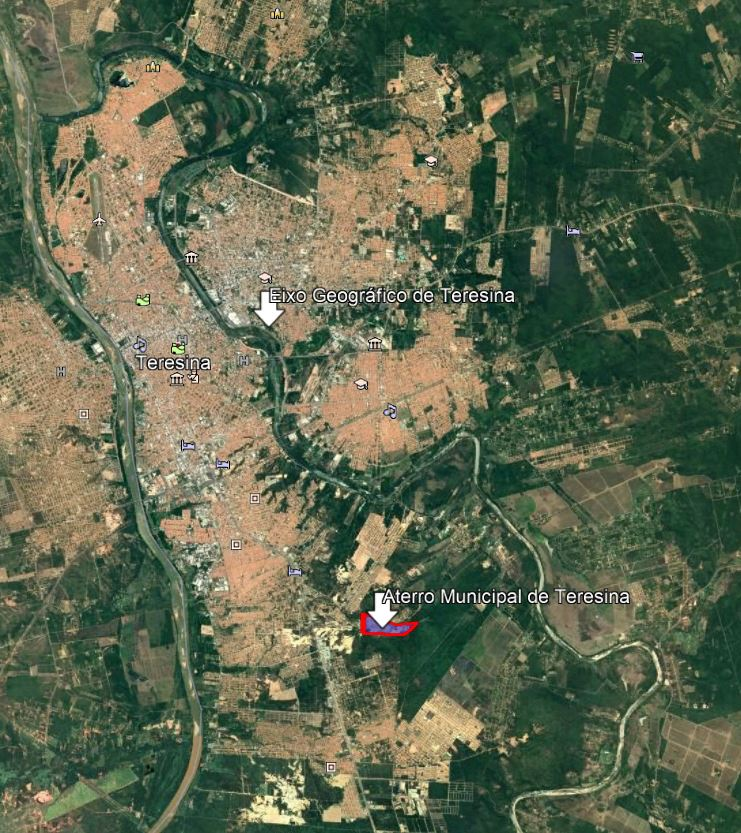 Eixo Geográfico de Teresina
Teresina
Aterro Municipal de Teresina